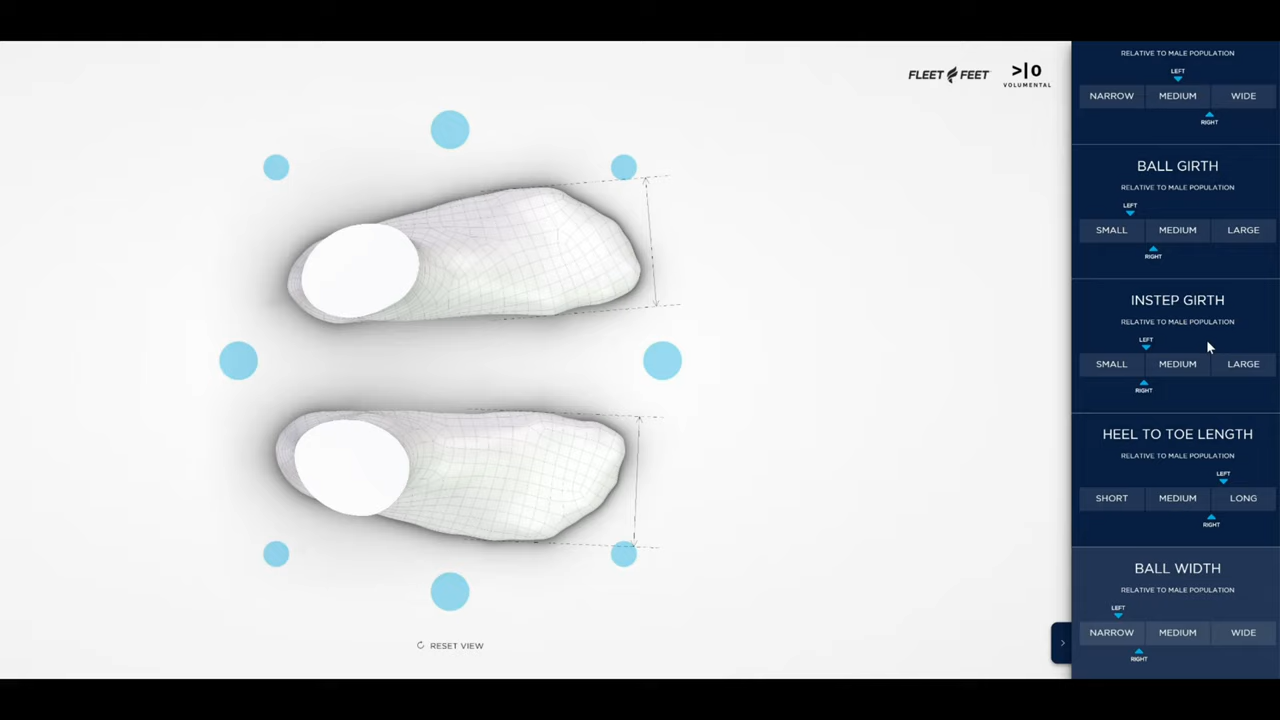 FLEET FEET
>|0
VOLUMENTAL
RESET VIEW
RELATIVE TO MALE POPULATION
LEFT
NARROW MEDIUM WIDE
RIGHT
BALL GIRTH
RELATIVE TO MALE POPULATION
LEFT
SMALL MEDIUM LARGE
RIGHT
INSTEP GIRTH
RELATIVE TO MALE POPULATION
LEFT
SMALL MEDIUM LARGE
RIGHT
HEEL TO TOE LENGTH
RELATIVE TO MALE POPULATION
LEFT
SHORT MEDIUM LONG
RIGHT
BALL WIDTH
RELATIVE TO MALE POPULATION
LEFT
NARROW MEDIUM WIDE
RIGHT